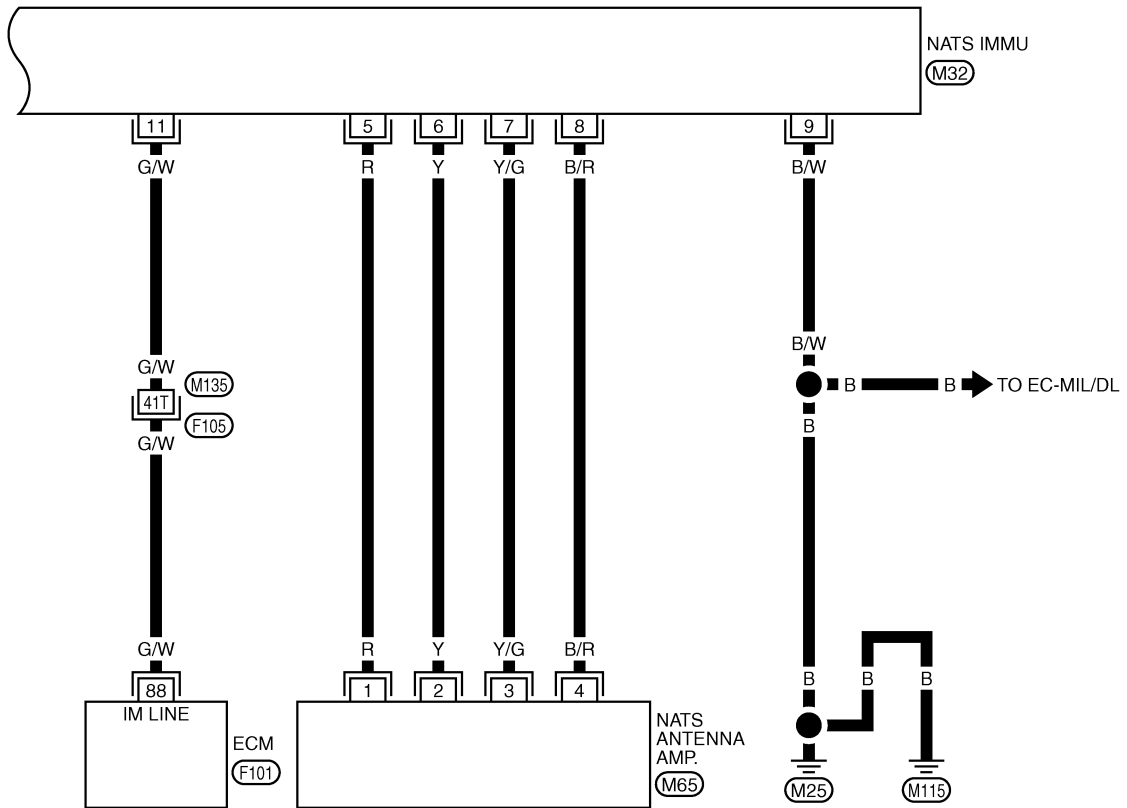 NATS IMMU
M32
11
5
6
7
8
9
G/W
R
Y
Y/G
B/R
B/W
G/W
M135
41T
F105
G/W
B/W
B
B
TO EC-MIL/DL
B
G/W
R
Y
Y/G
B/R
B
B
B
88
1
2
3
4
IM LINE
ECM
F101
NATS
ANTENNA
AMP.
M65
M25
M115